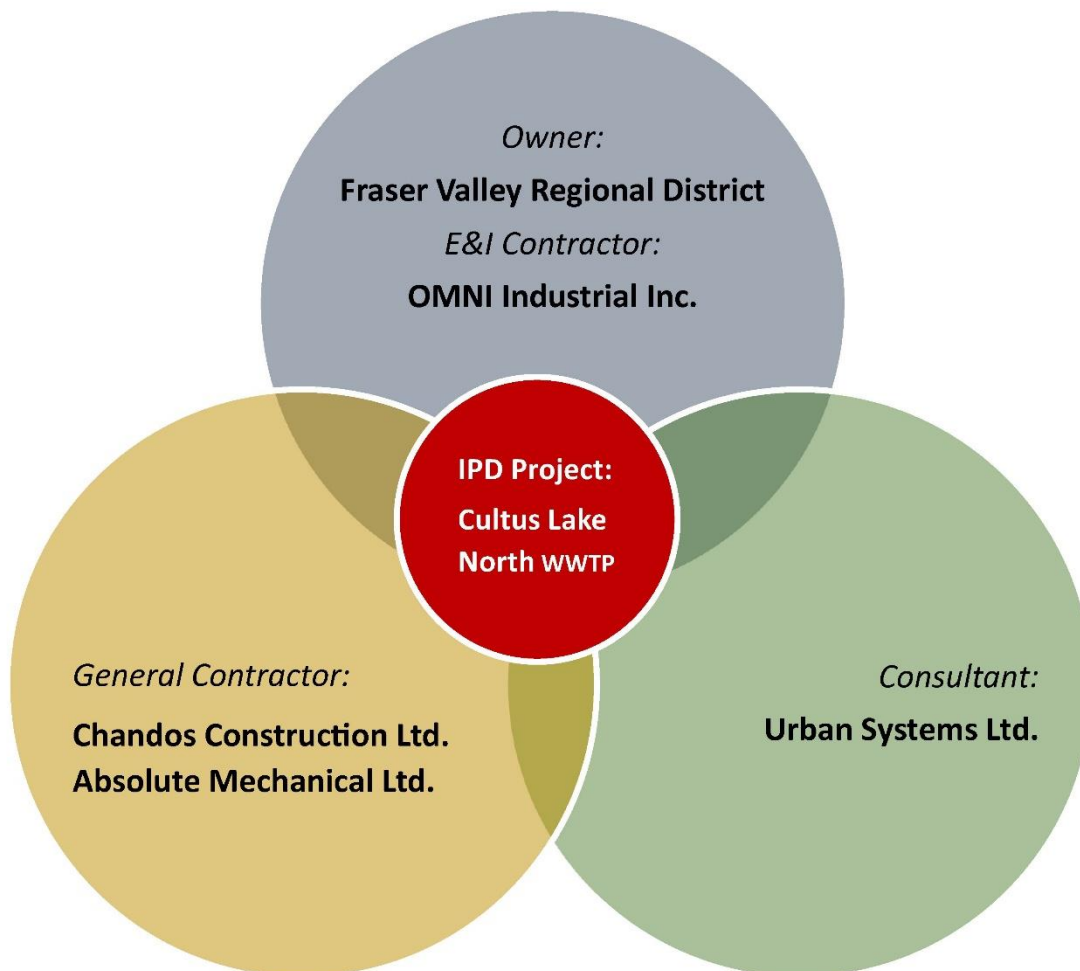 Owner:
Fraser Valley Regional District
E&I Contractor:
OMNI Industrial Inc.
IPD Project:
Cultus Lake
North WWTP
General Contractor:
Chandos Construction Ltd.
Absolute Mechanical Ltd.
Consultant:
Urban Systems Ltd.